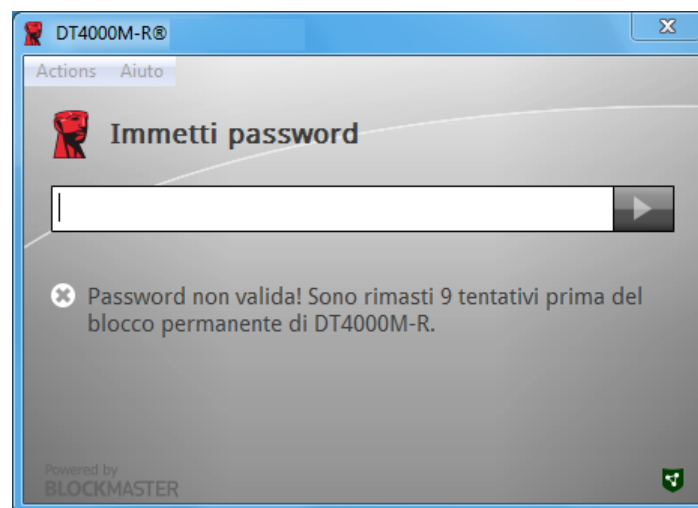 DT4000M-R®
Actions Aiuto
Immetti password
Password non valida! Sono rimasti 9 tentativi prima del
blocco permanente di DT4000M-R.
Powered by
BLOCKMASTER